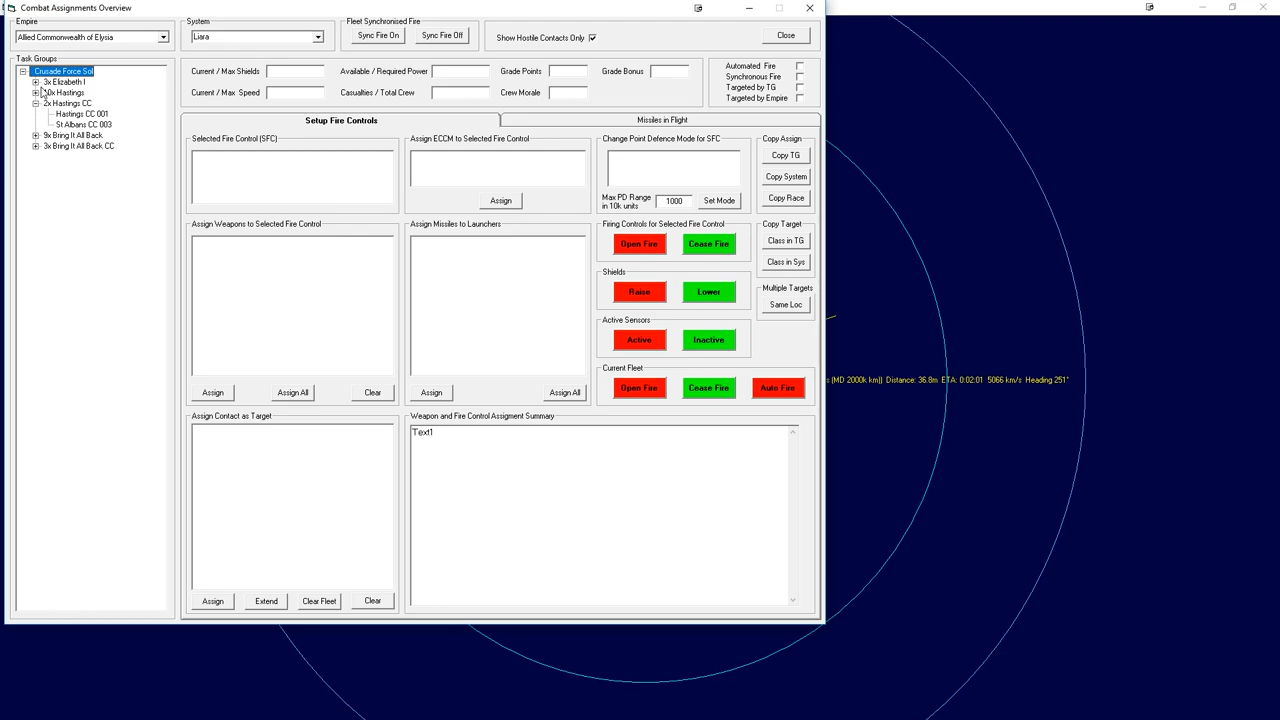 Combat Assignments Overview
Empire
System
Fleet Synchronised Fire
Allied Commonwealth of Elysia
Liara
Sync Fire On
Sync Fire Off
Show Hostile Contacts Only
Close
Task Groups
Crusade Force Sol
3x Elizabeth I
10x Hastings
2x Hastings CC
Hastings CC 001
St Albans CC 003
9x Bring It All Back
3x Bring It All Back CC
Current / Max Shields
Available / Required Power
Grade Points
Grade Bonus
Current / Max Speed
Casualties / Total Crew
Crew Morale
Automated Fire
Synchronous Fire
Targeted by TG
Targeted by Empire
Setup Fire Controls
Missiles in Flight
Selected Fire Control (SFC)
Assign ECCM to Selected Fire Control
Assign
Change Point Defence Mode for SFC
Max PD Range
in 10k units
1000
Set Mode
Copy Assign
Copy TG
Copy System
Copy Race
Assign Weapons to Selected Fire Control
Assign
Assign All
Clear
Assign Missiles to Launchers
Assign
Assign All
Firing Controls for Selected Fire Control
Open Fire
Cease Fire
Shields
Raise
Lower
Active Sensors
Active
Inactive
Current Fleet
Open Fire
Cease Fire
Auto Fire
Copy Target
Class in TG
Class in Sys
Multiple Targets
Same Loc
Assign Contact as Target
Assign
Extend
Clear Fleet
Clear
Weapon and Fire Control Assigment Summary
Text1
s (MD 2000k km)) Distance: 36.8m ETA: 0:02:01 5066 km/s Heading 251°